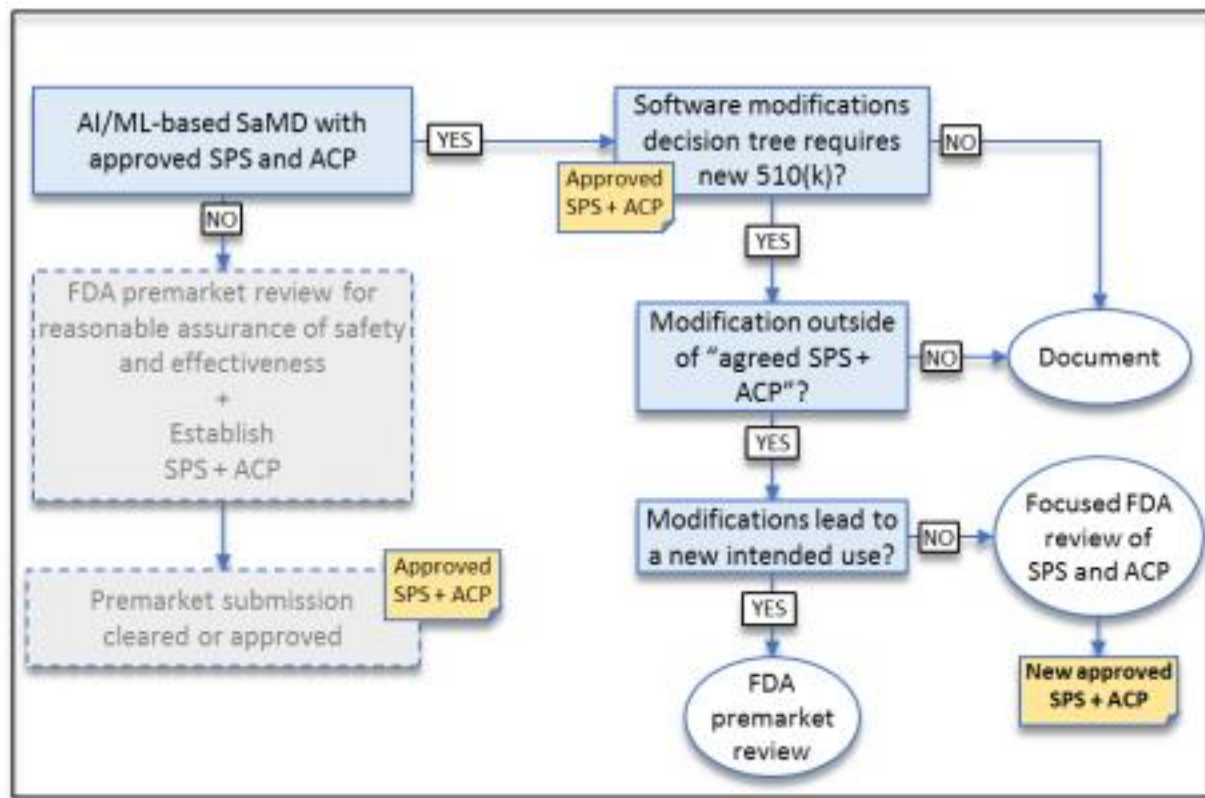 AI/ML-based SaMD with
approved SPS and ACP
YES
Software modifications
decision tree requires
new 510(k)?
NO
Approved
SPS + ACP
NO
YES
FDA premarket review for
reasonable assurance of safety
and effectiveness
+
Establish
SPS + ACP
Modification outside
of "agreed SPS +
ACP"?
NO
Document
YES
Modifications lead to
a new intended use?
NO
Focused FDA
review of
SPS and ACP
Approved
SPS + ACP
Premarket submission
cleared or approved
YES
FDA
premarket
review
New approved
SPS + ACP